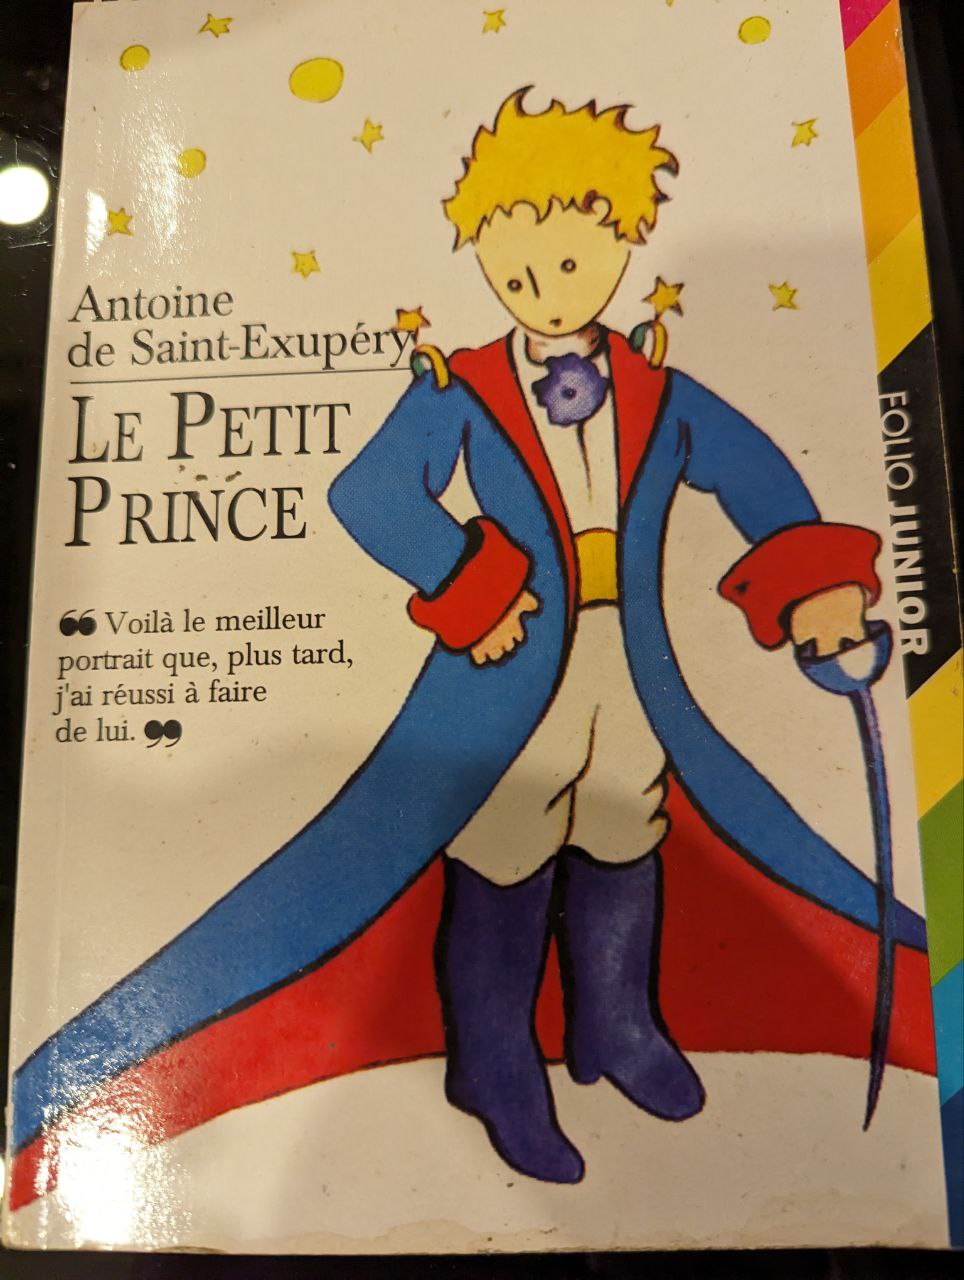 Antoine
de Saint-Exupéry
LE PETIT
PRINCE
❝ Voilà le meilleur
portrait que, plus tard,
j'ai réussi à faire
de lui. ❞
FOLIO JUNIOR